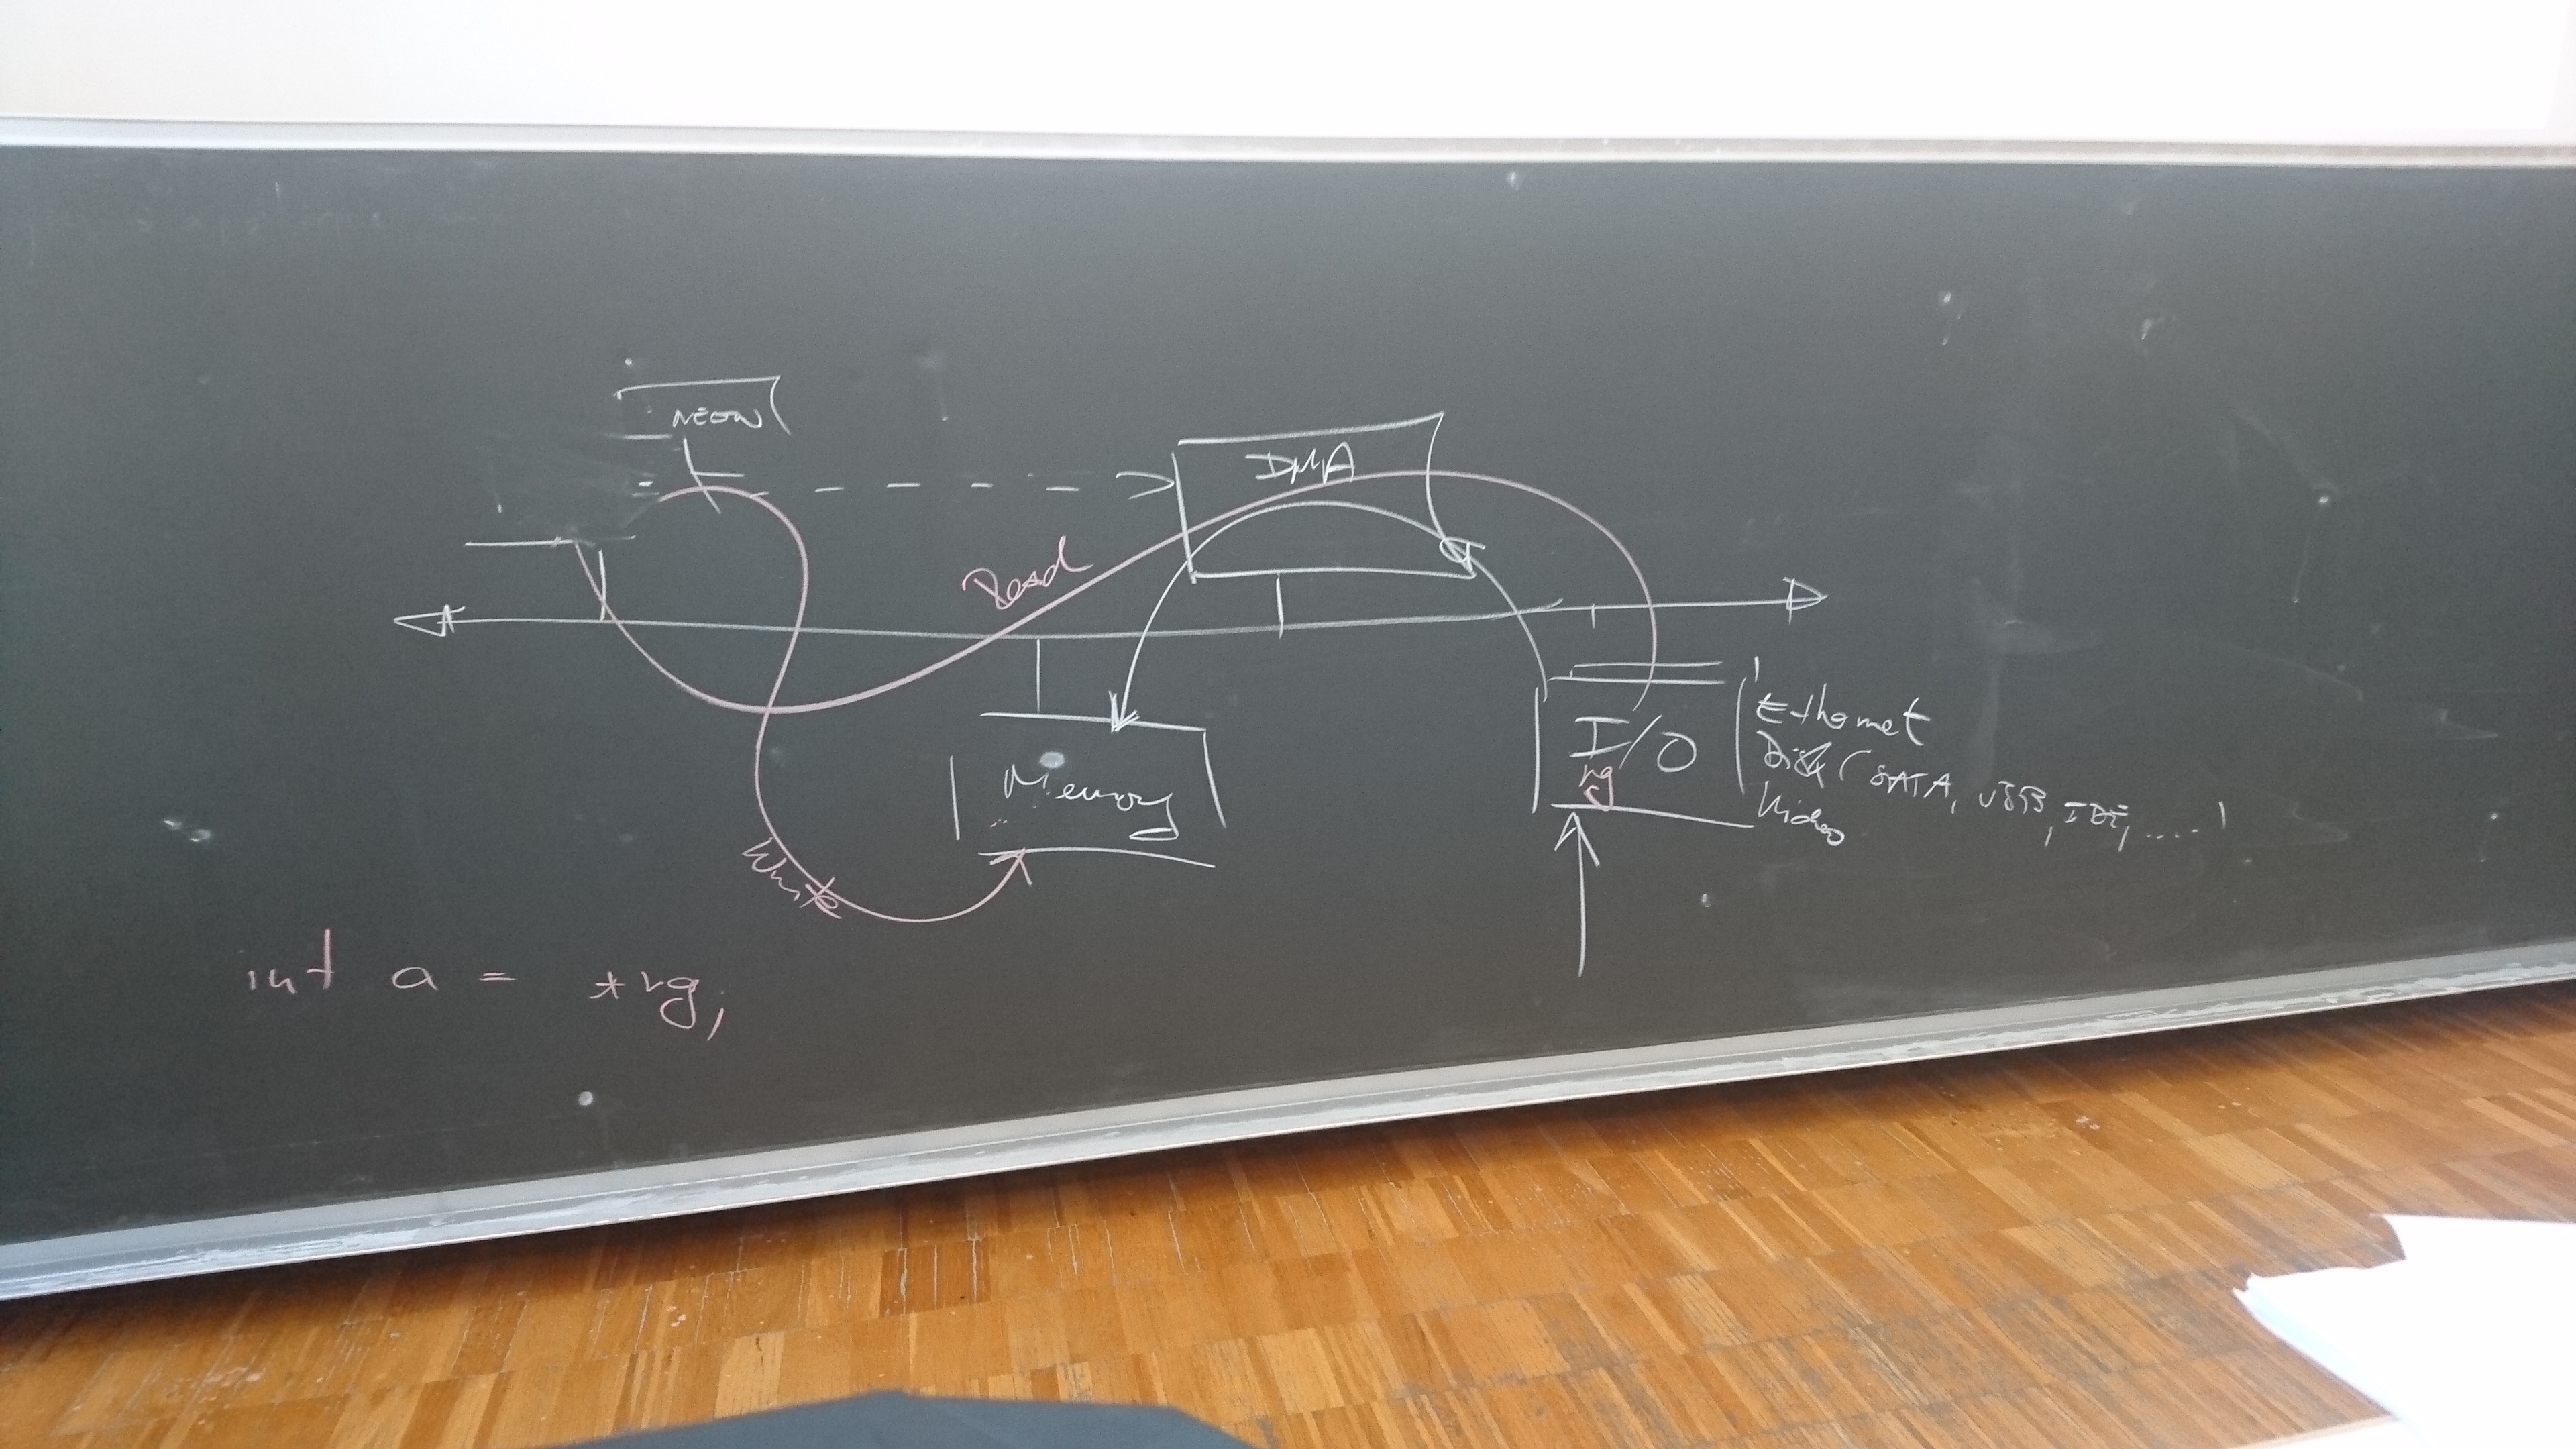 NEON
DMA
Read
Memory
I/O
rg
Ethernet
Disk (SATA, USB, IDE, ....)
Video
Write
int a = *rg;